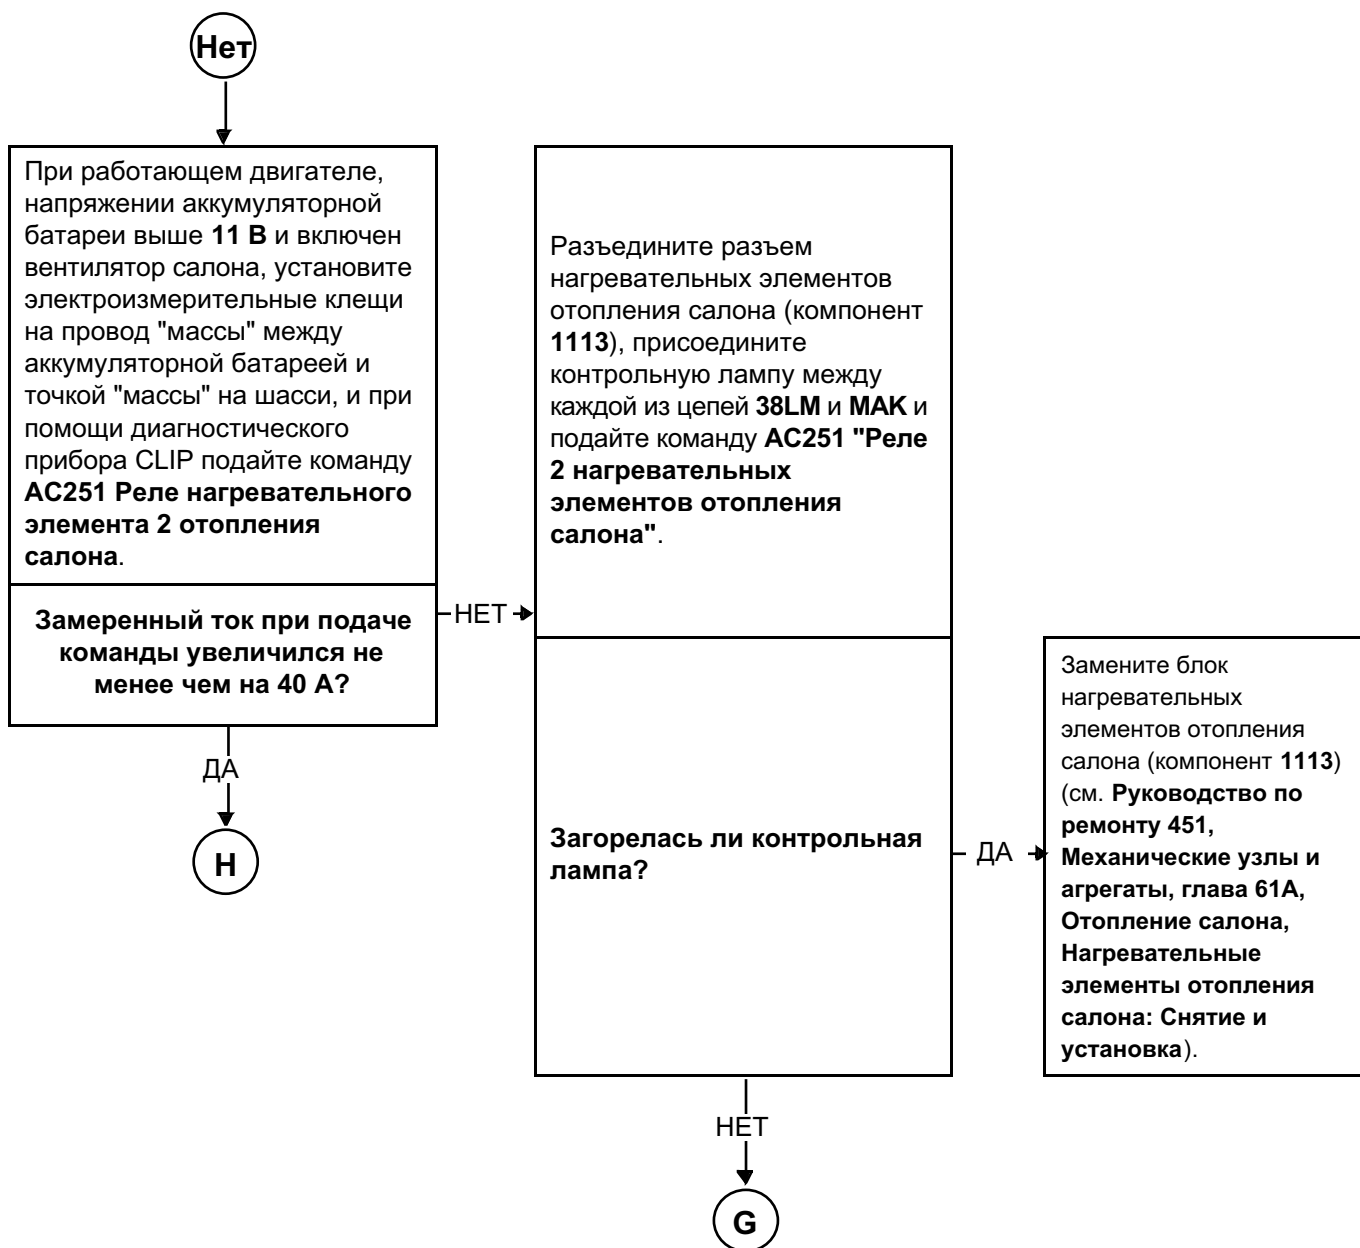 Нет
При работающем двигателе,
напряжении аккумуляторной
батареи выше 11 В и включен
вентилятор салона, установите
электроизмерительные клещи
на провод "массы" между
аккумуляторной батареей и
точкой "массы" на шасси, и при
помощи диагностического
прибора CLIP подайте команду
AC251 Реле нагревательного
элемента 2 отопления
салона.
Замеренный ток при подаче
команды увеличился не
менее чем на 40 А?
НЕТ
ДА
H
Разъедините разъем
нагревательных элементов
отопления салона (компонент
1113), присоедините
контрольную лампу между
каждой из цепей 38LM и MAK и
подайте команду AC251 "Реле
2 нагревательных
элементов отопления
салона".
Загорелась ли контрольная
лампа?
ДА
НЕТ
G
Замените блок
нагревательных
элементов отопления
салона (компонент 1113)
(см. Руководство по
ремонту 451,
Механические узлы и
агрегаты, глава 61A,
Отопление салона,
Нагревательные
элементы отопления
салона: Снятие и
установка).